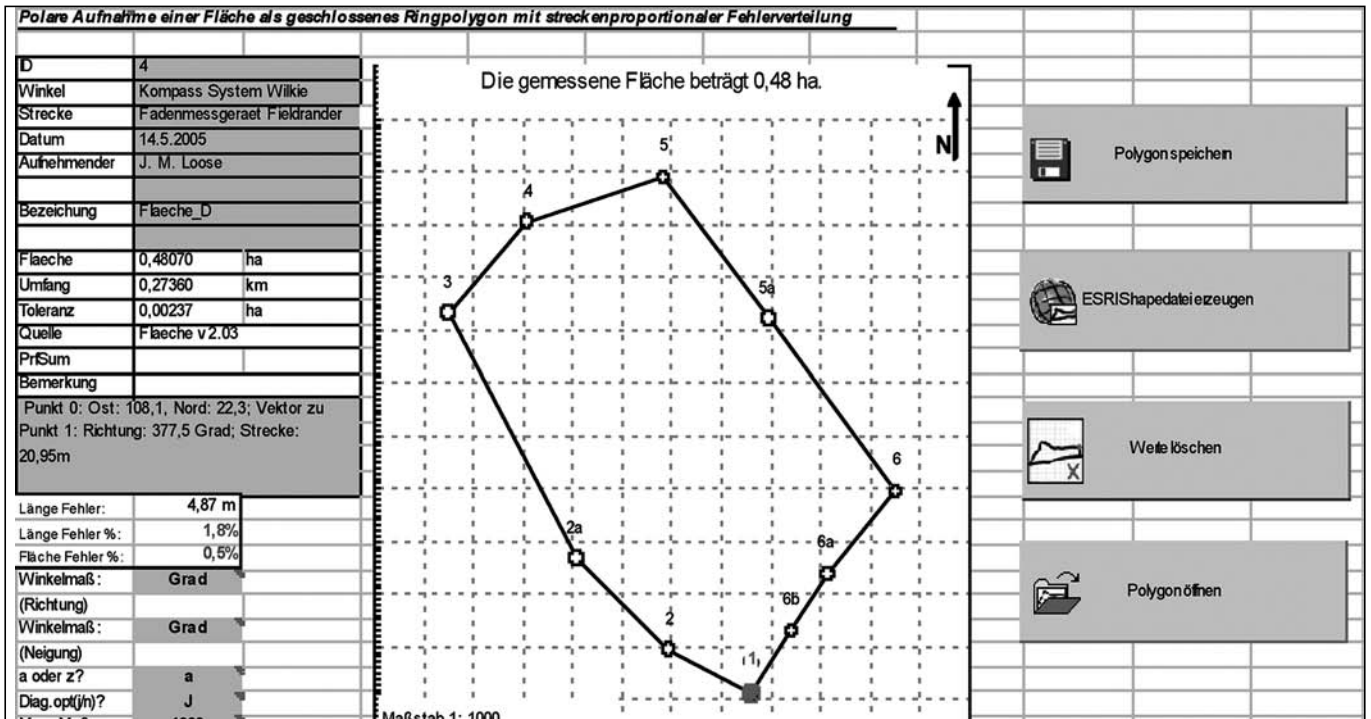 Polare Aufnahme einer Fläche als geschlossenes Ringpolygon mit streckenproportionaler Fehlerverteilung
ID 4
Winkel Kompass System Wilkie
Strecke Fadenmessgeraet Fieldrander
Datum 14.5.2005
Aufnehmender J. M. Loose
Bezeichung Flaeche_D
Flaeche 0,48070 ha
Umfang 0,27360 km
Toleranz 0,00237 ha
Quelle Flaeche v 2.03
PrfSum
Bemerkung
Punkt 0: Ost: 108,1, Nord: 22,3; Vektor zu
Punkt 1: Richtung: 377,5 Grad; Strecke:
20,95m
Länge Fehler: 4,87 m
Länge Fehler %: 1,8%
Fläche Fehler %: 0,5%
Winkelmaß: Grad
(Richtung)
Winkelmaß: Grad
(Neigung)
a oder z? a
Diag.opt(j/n)? J
Die gemessene Fläche beträgt 0,48 ha.
N
5
4
3
5a
6
2a
6a
6b
2
1
Maßstab 1: 1000
Polygon speichern
ESRI Shapedatei erzeugen
Werte löschen
Polygon öffnen